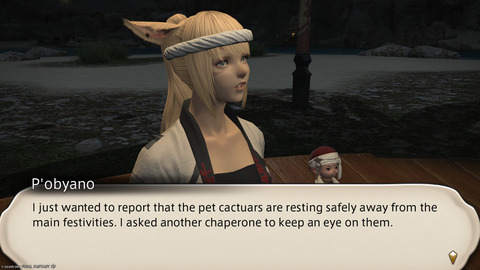 P'obyano
I just wanted to report that the pet cactuars are resting safely away from the
main festivities. I asked another chaperone to keep an eye on them.